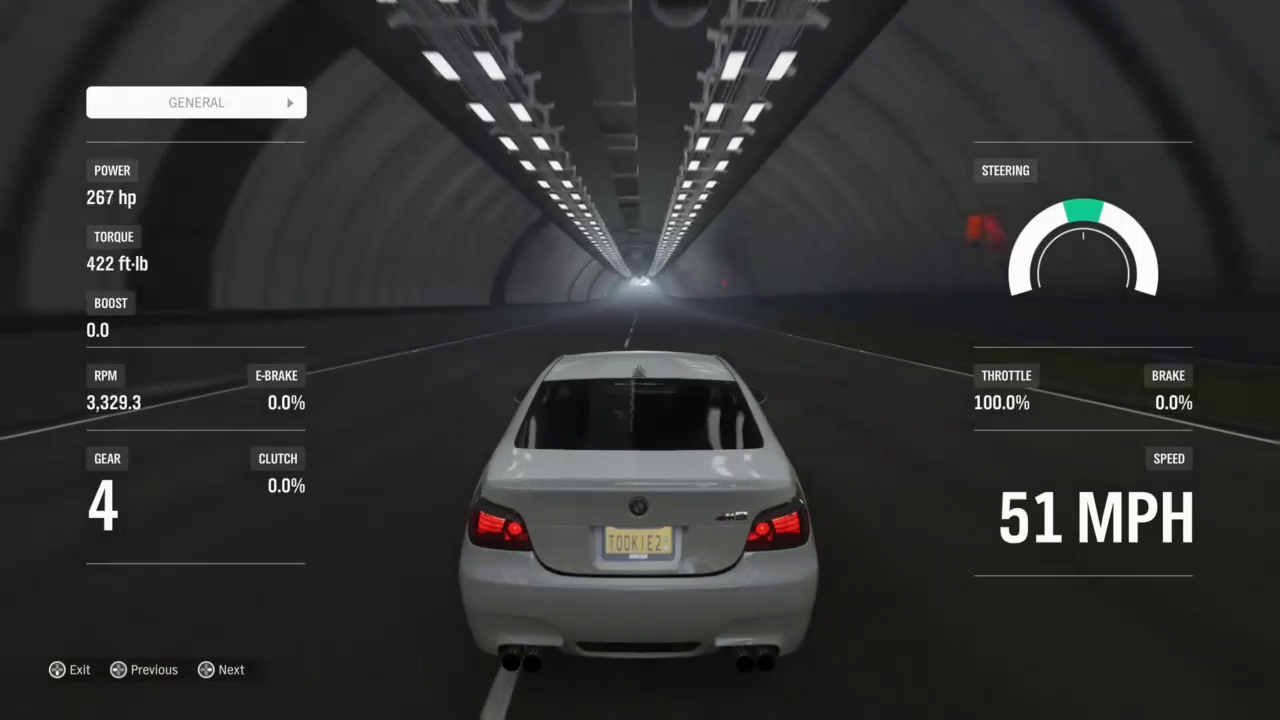 GENERAL
POWER
267 hp
TORQUE
422 ft·lb
BOOST
0.0
RPM
E-BRAKE
3,329.3
0.0%
GEAR
CLUTCH
4
0.0%
STEERING
THROTTLE
BRAKE
100.0%
0.0%
SPEED
51 MPH
M5
TOOKIE2
Exit
Previous
Next